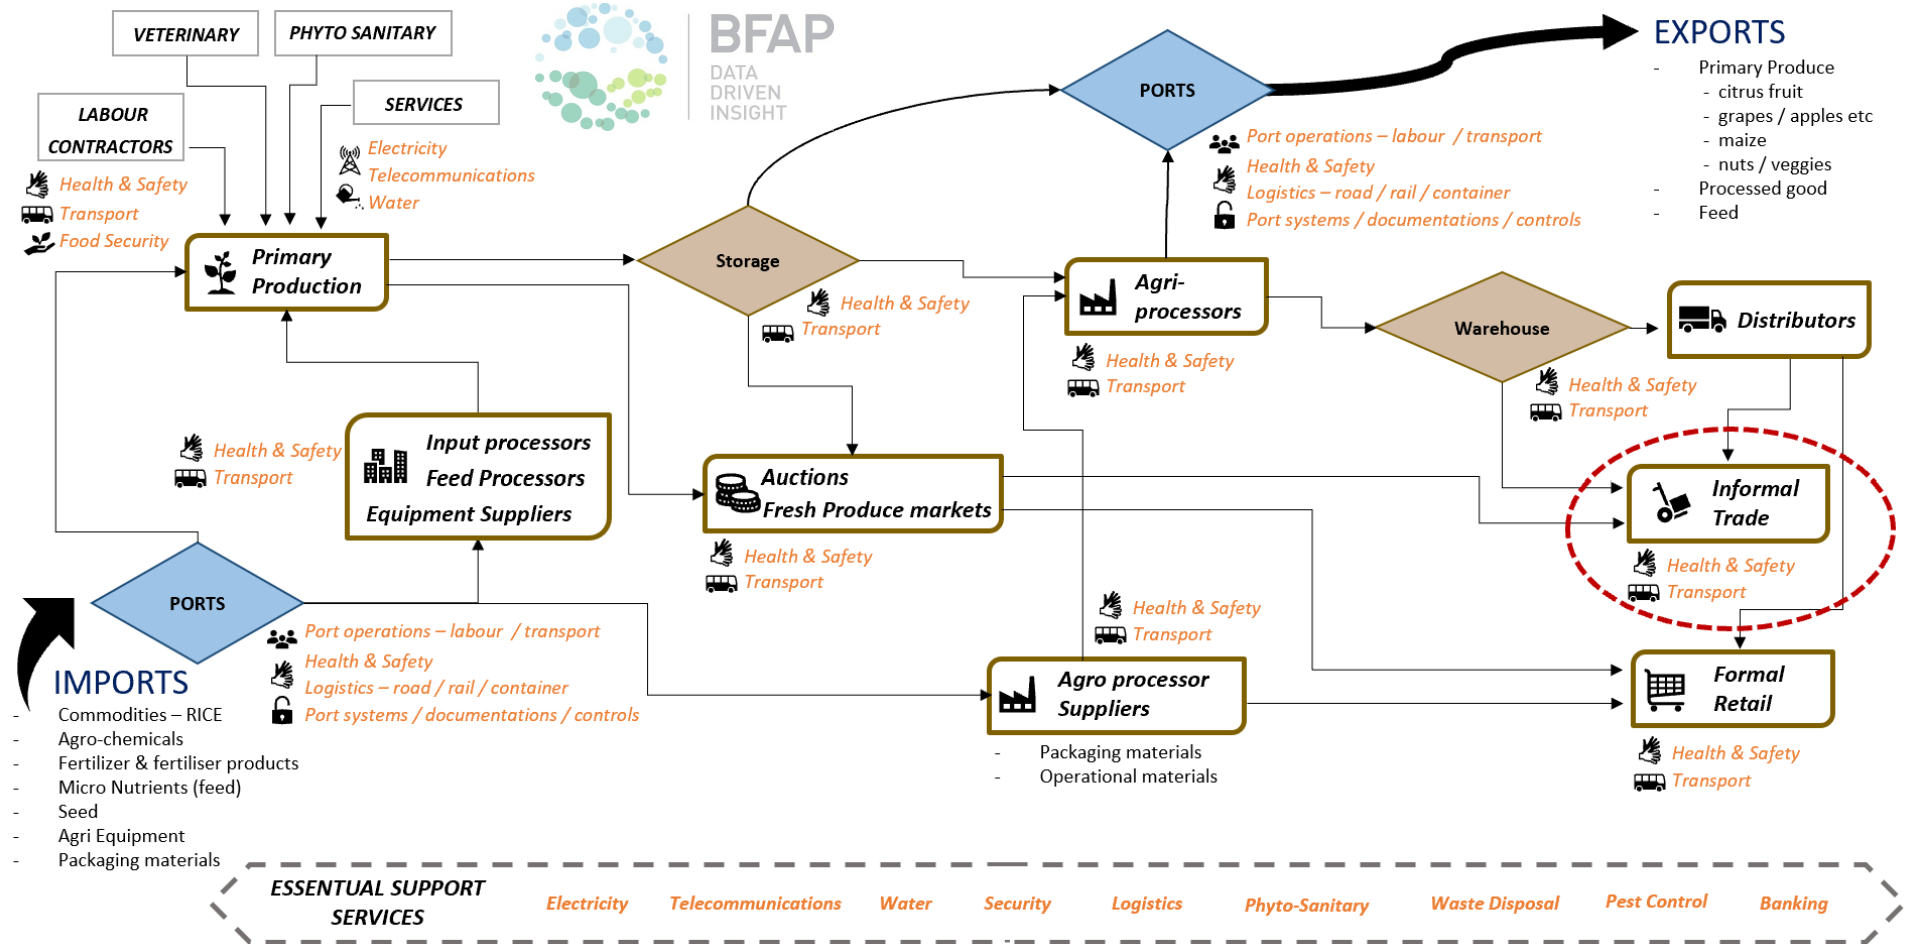 VETERINARY
PHYTO SANITARY
BFAP
DATA
DRIVEN
INSIGHT
LABOUR
CONTRACTORS
SERVICES
Health & Safety
Transport
Food Security
Electricity
Telecommunications
Water
PORTS
EXPORTS
- Primary Produce
- citrus fruit
- grapes / apples etc
- maize
- nuts / veggies
- Processed good
- Feed
Port operations – labour / transport
Health & Safety
Logistics – road / rail / container
Port systems / documentations / controls
Primary
Production
Storage
Health & Safety
Transport
Agri-
processors
Health & Safety
Transport
Warehouse
Health & Safety
Transport
Distributors
Health & Safety
Transport
Input processors
Feed Processors
Equipment Suppliers
Auctions
Fresh Produce markets
Health & Safety
Transport
Informal
Trade
Health & Safety
Transport
PORTS
Port operations – labour / transport
Health & Safety
Logistics – road / rail / container
Port systems / documentations / controls
IMPORTS
- Commodities – RICE
- Agro-chemicals
- Fertilizer & fertiliser products
- Micro Nutrients (feed)
- Seed
- Agri Equipment
- Packaging materials
Health & Safety
Transport
Agro processor
Suppliers
- Packaging materials
- Operational materials
Formal
Retail
Health & Safety
Transport
ESSENTUAL SUPPORT
SERVICES
Electricity
Telecommunications
Water
Security
Logistics
Phyto-Sanitary
Waste Disposal
Pest Control
Banking